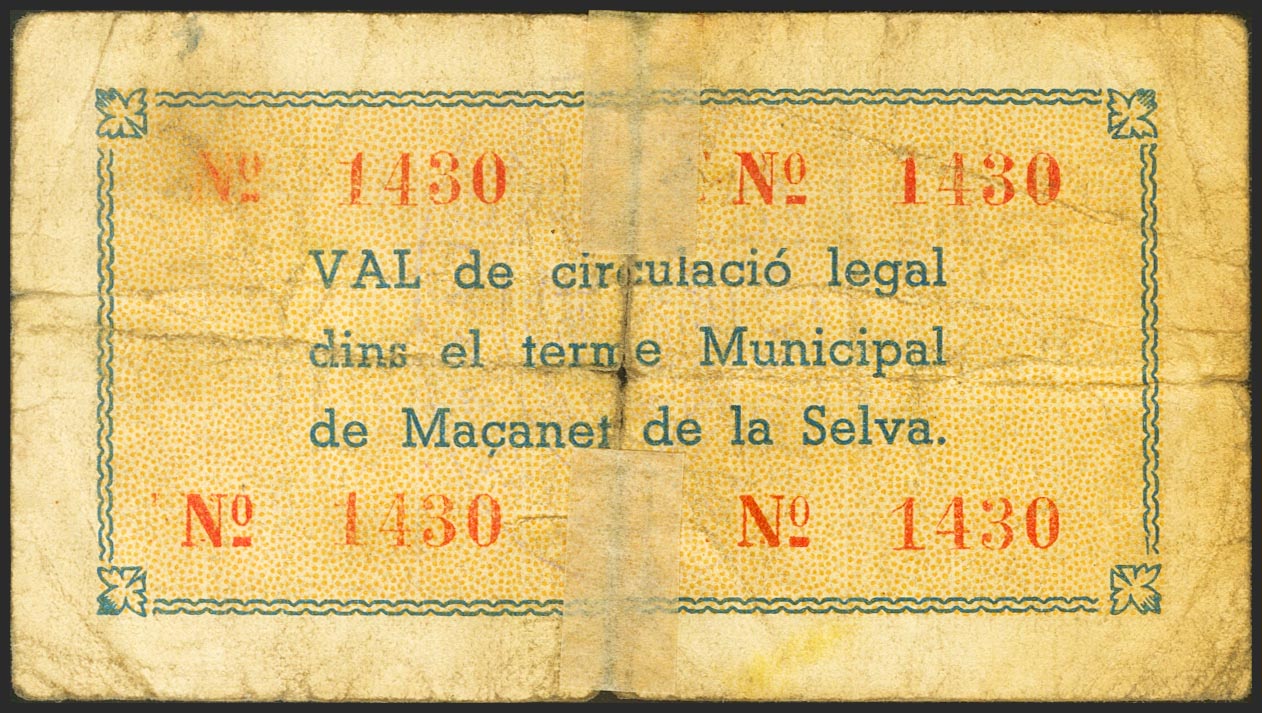 Nº 1430 Nº 1430
VAL de circulació legal
dins el terme Municipal
de Maçanet de la Selva.
Nº 1430 Nº 1430